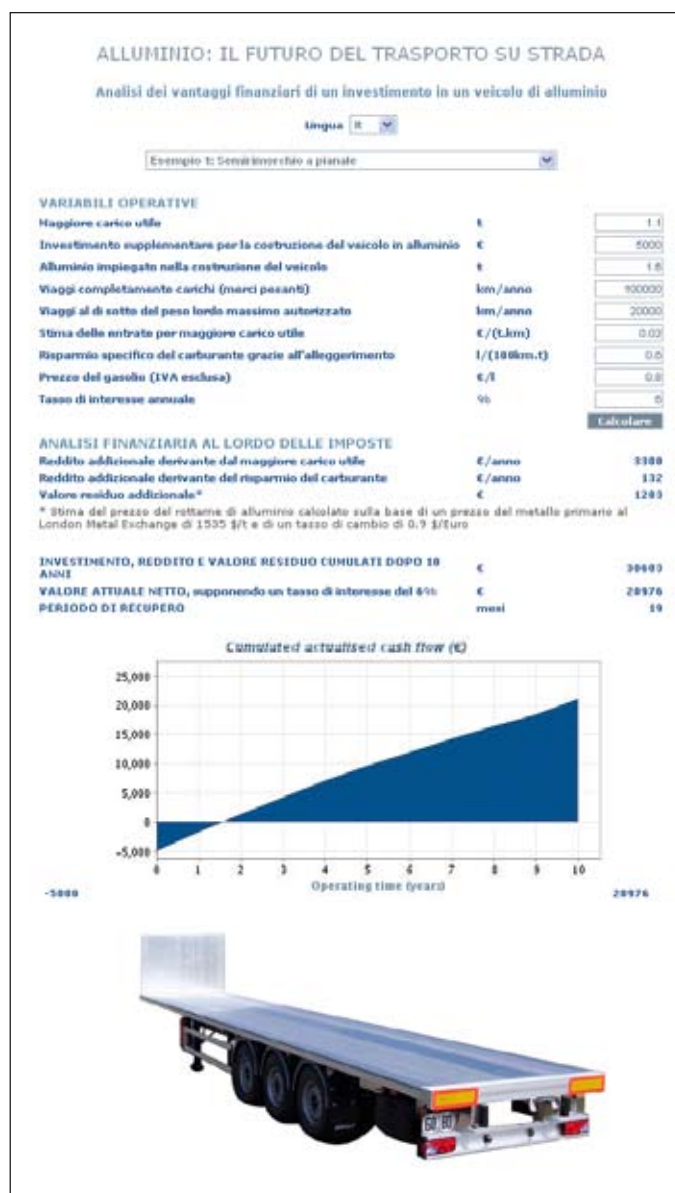 ALLUMINIO: IL FUTURO DEL TRASPORTO SU STRADA
Analisi dei vantaggi finanziari di un investimento in un veicolo di alluminio
Lingua It
Esempio 1: Semirimorchio a pianale
VARIABILI OPERATIVE
Maggiore carico utile t 1.1
Investimento supplementare per la costruzione del veicolo in alluminio € 5000
Alluminio impiegato nella costruzione del veicolo t 1.6
Viaggi completamente carichi (merci pesanti) km/anno 100000
Viaggi al di sotto del peso lordo massimo autorizzato km/anno 20000
Stima delle entrate per maggiore carico utile €/(t.km) 0.03
Risparmio specifico del carburante grazie all'alleggerimento l/(100km.t) 0.6
Prezzo del gasolio (IVA esclusa) €/l 0.8
Tasso di interesse annuale % 6
Calcolare
ANALISI FINANZIARIA AL LORDO DELLE IMPOSTE
Reddito addizionale derivante dal maggiore carico utile €/anno 3300
Reddito addizionale derivante del risparmio del carburante €/anno 132
Valore residuo addizionale* € 1283
* Stima del prezzo del rottame di alluminio calcolato sulla base di un prezzo del metallo primario al
London Metal Exchange di 1535 $/t e di un tasso di cambio di 0.9 $/Euro
INVESTIMENTO, REDDITO E VALORE RESIDUO CUMULATI DOPO 10
ANNI € 30603
VALORE ATTUALE NETTO, supponendo un tasso di interesse del 6% € 20976
PERIODO DI RECUPERO mesi 19
Cumulated actualised cash flow (€)
25,000
20,000
15,000
10,000
5,000
0
-5,000
0 1 2 3 4 5 6 7 8 9 10
Operating time (years)
-5000 20976